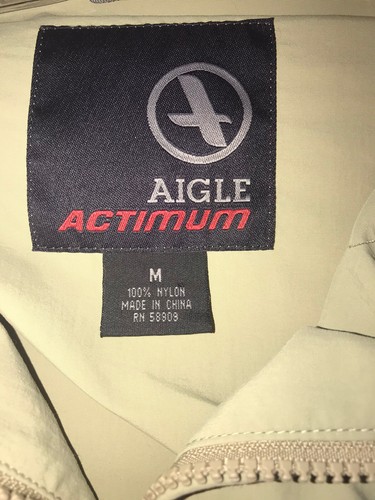 AIGLE
ACTIMUM
M
100% NYLON
MADE IN CHINA
RN 58909